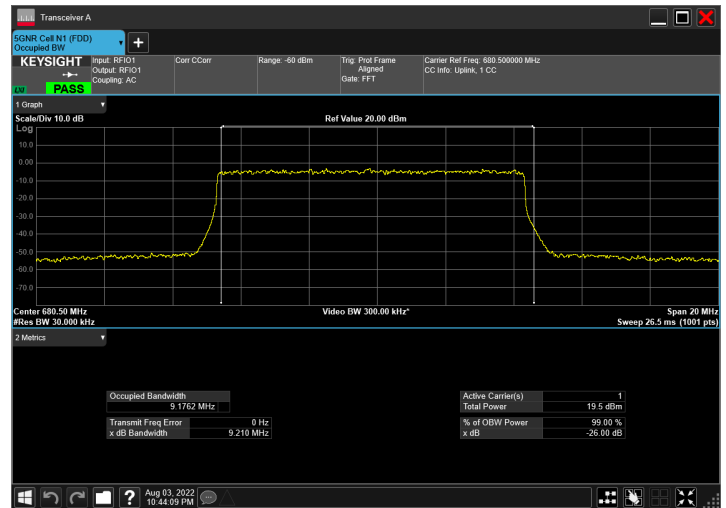 Transceiver A
5GNR Cell N1 (FDD)
Occupied BW
KEYSIGHT
PASS
Input: RFIO1
Output: RFIO1
Coupling: AC
Corr CCorr
Range: -60 dBm
Trig: Prot Frame
Aligned
Gate: FFT
Carrier Ref Freq: 680.500000 MHz
CC Info: Uplink, 1 CC
1 Graph
Scale/Div 10.0 dB
Ref Value 20.00 dBm
Log
10.0
0.00
-10.0
-20.0
-30.0
-40.0
-50.0
-60.0
-70.0
Center 680.50 MHz
Video BW 300.00 kHz*
Span 20 MHz
#Res BW 30.000 kHz
Sweep 26.5 ms (1001 pts)
2 Metrics
Occupied Bandwidth
9.1762 MHz
Active Carrier(s) 1
Total Power 19.5 dBm
Transmit Freq Error 0 Hz
x dB Bandwidth 9.210 MHz
% of OBW Power 99.00 %
x dB -26.00 dB
?
Aug 03, 2022
10:44:09 PM